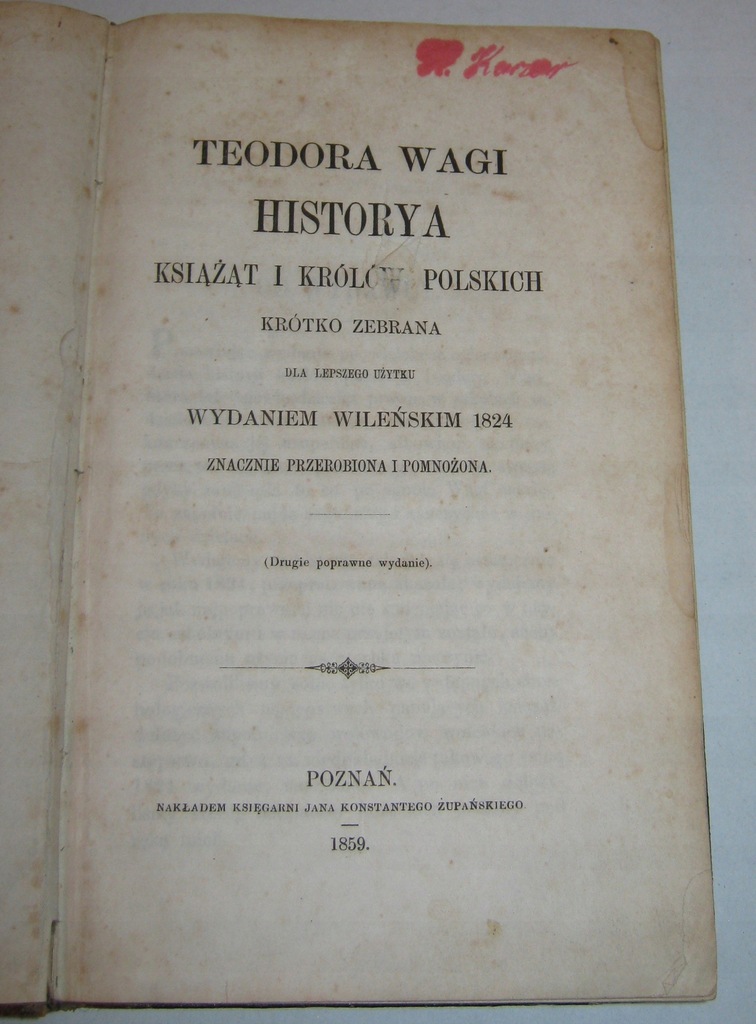 TEODORA WAGI
HISTORYA
KSIĄŻĄT I KRÓLÓW POLSKICH
KRÓTKO ZEBRANA
DLA LEPSZEGO UŻYTKU
WYDANIEM WILEŃSKIM 1824
ZNACZNIE PRZEROBIONA I POMNOŻONA.
(Drugie poprawne wydanie).
POZNAŃ.
NAKŁADEM KSIĘGARNI JANA KONSTANTEGO ŻUPAŃSKIEGO
1859.